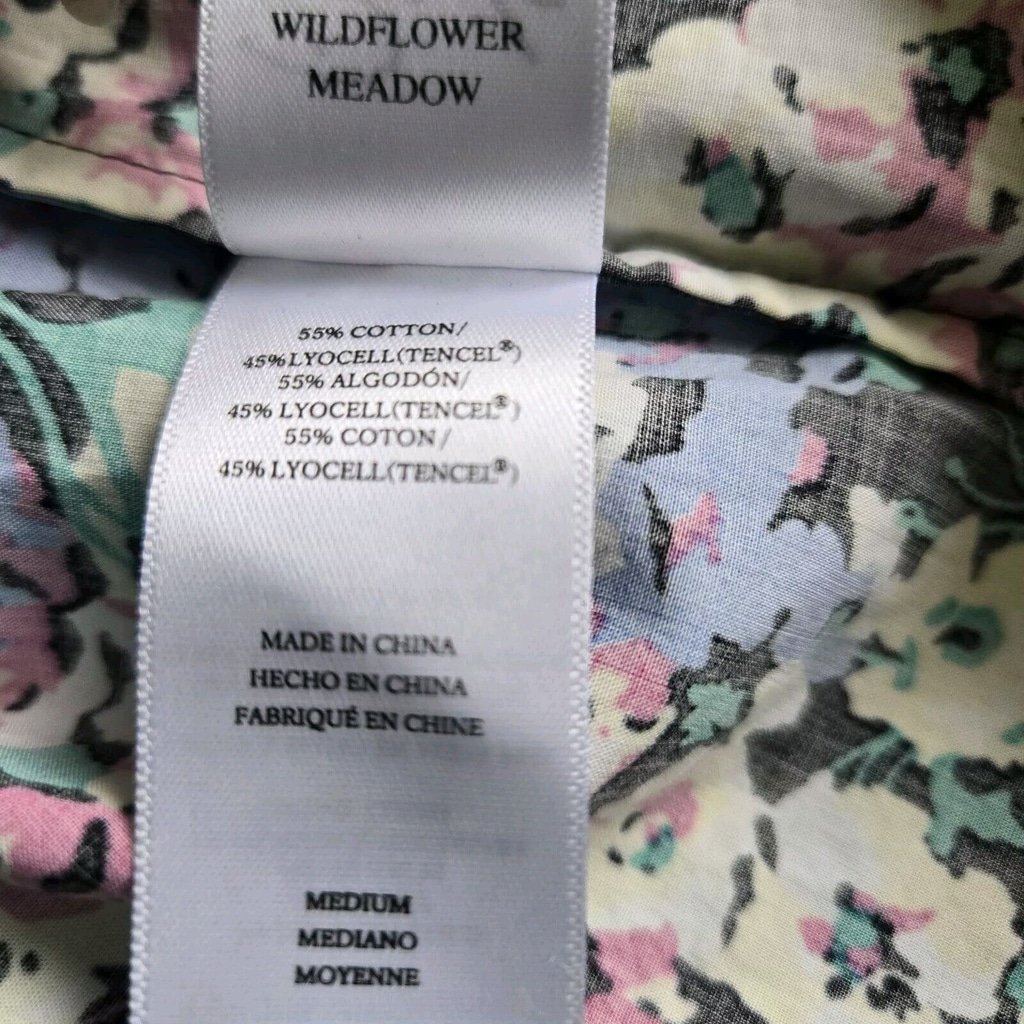 WILDFLOWER
MEADOW
55% COTTON/
45% LYOCELL(TENCEL®)
55% ALGODÓN/
45% LYOCELL(TENCEL®)
55% COTON/
45% LYOCELL(TENCEL®)
MADE IN CHINA
HECHO EN CHINA
FABRIQUÉ EN CHINE
MEDIUM
MEDIANO
MOYENNE